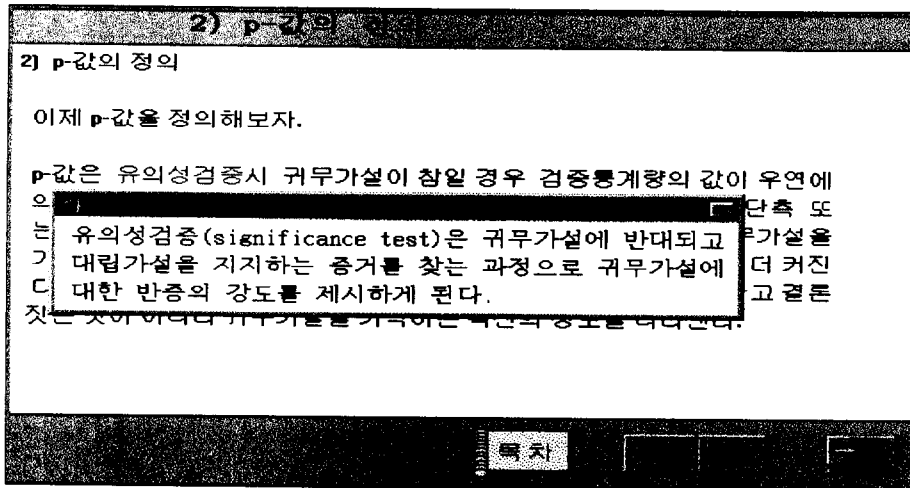 2) p-값의 정의
2) p-값의 정의
이제 p-값을 정의해보자.
p-값은 유의성검증시 귀무가설이 참일 경우 검증통계량의 값이 우연에
단측 또
유의성검증(significance test)은 귀무가설에 반대되고
대립가설을 지지하는 증거를 찾는 과정으로 귀무가설에
더 커진
대한 반증의 강도를 제시하게 된다.
고 결론
목차